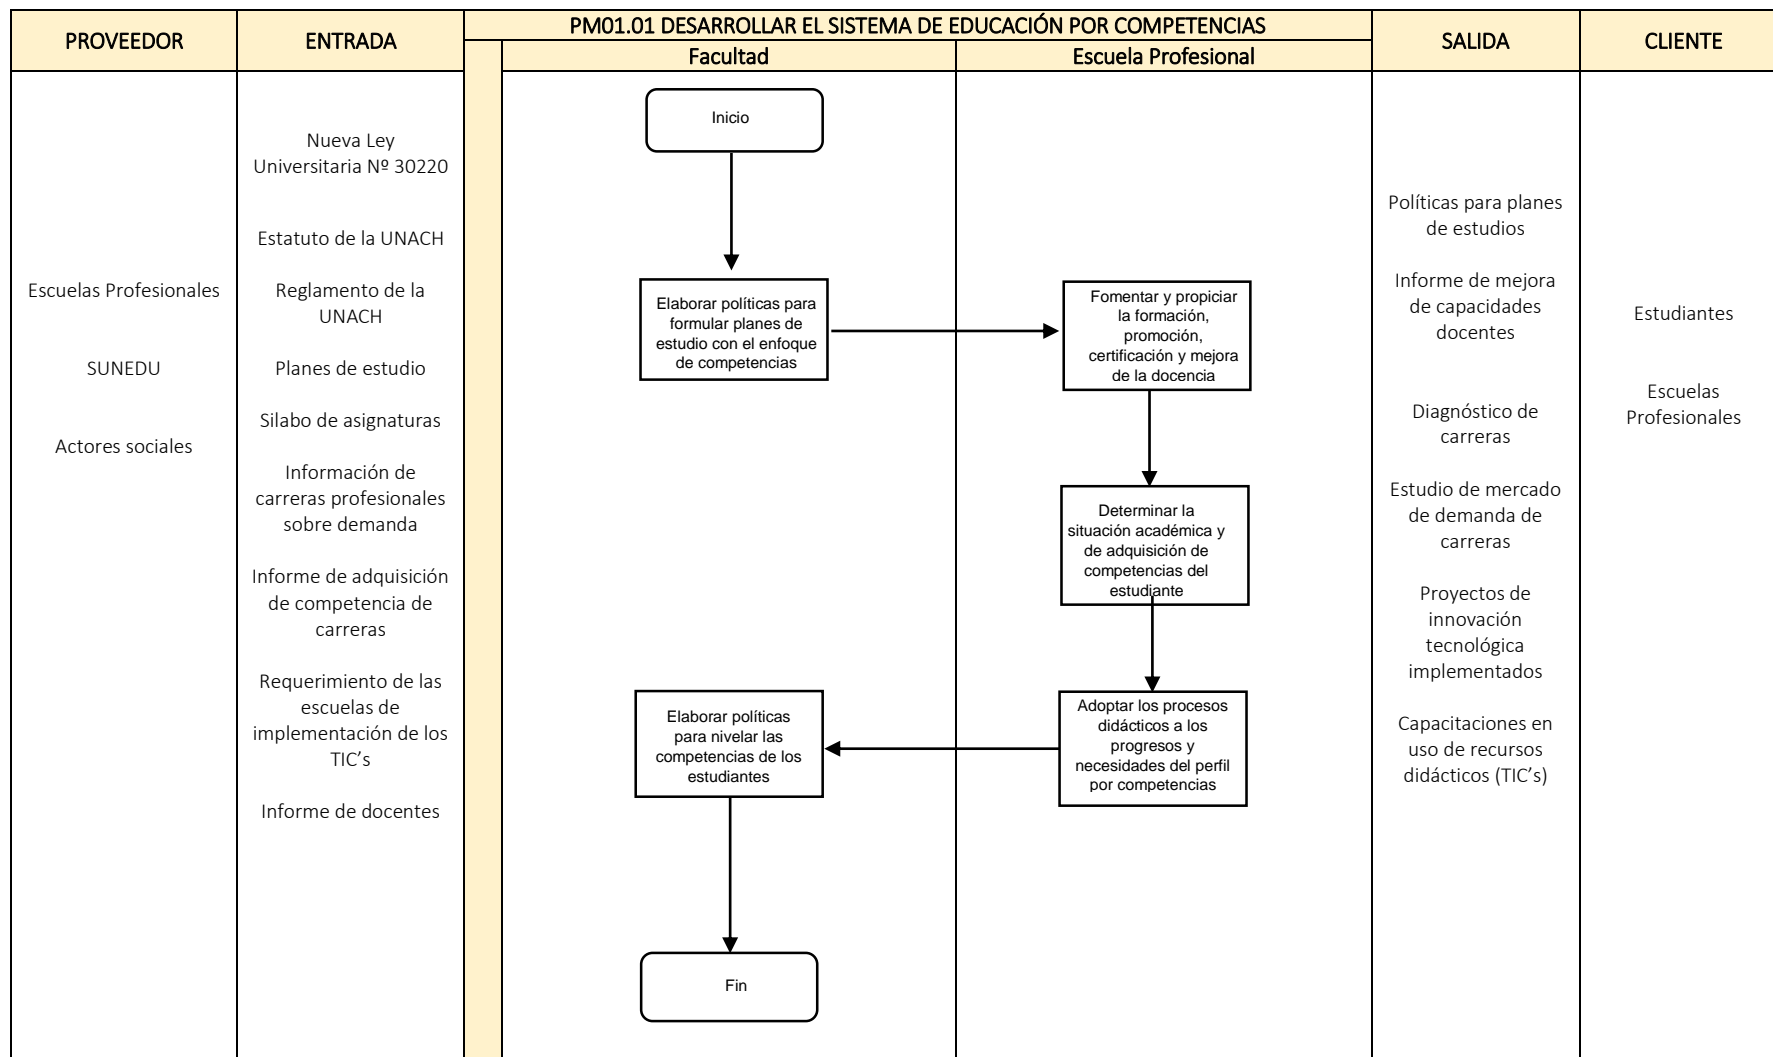 PROVEEDOR
ENTRADA
PM01.01 DESARROLLAR EL SISTEMA DE EDUCACIÓN POR COMPETENCIAS
Facultad
Escuela Profesional
SALIDA
CLIENTE
Escuelas Profesionales
SUNEDU
Actores sociales
Nueva Ley
Universitaria Nº 30220
Estatuto de la UNACH
Reglamento de la
UNACH
Planes de estudio
Silabo de asignaturas
Información de
carreras profesionales
sobre demanda
Informe de adquisición
de competencia de
carreras
Requerimiento de las
escuelas de
implementación de los
TIC’s
Informe de docentes
Inicio
Elaborar políticas para
formular planes de
estudio con el enfoque
de competencias
Fomentar y propiciar
la formación,
promoción,
certificación y mejora
de la docencia
Determinar la
situación académica y
de adquisición de
competencias del
estudiante
Adoptar los procesos
didácticos a los
progresos y
necesidades del perfil
por competencias
Elaborar políticas
para nivelar las
competencias de los
estudiantes
Fin
Políticas para planes
de estudios
Informe de mejora
de capacidades
docentes
Diagnóstico de
carreras
Estudio de mercado
de demanda de
carreras
Proyectos de
innovación
tecnológica
implementados
Capacitaciones en
uso de recursos
didácticos (TIC’s)
Estudiantes
Escuelas
Profesionales